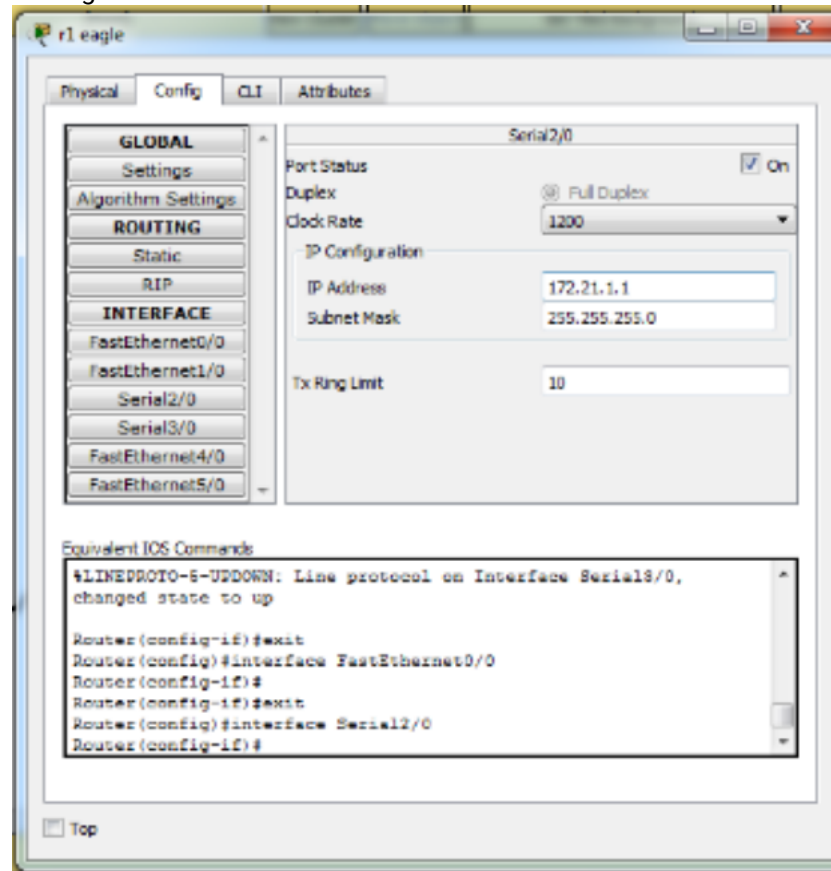 r1 eagle
Physical Config CLI Attributes
GLOBAL
Settings
Algorithm Settings
ROUTING
Static
RIP
INTERFACE
FastEthernet0/0
FastEthernet1/0
Serial2/0
Serial3/0
FastEthernet4/0
FastEthernet5/0
Serial2/0
Port Status On
Duplex Full Duplex
Clock Rate 1200
IP Configuration
IP Address 172.21.1.1
Subnet Mask 255.255.255.0
Tx Ring Limit 10
Equivalent IOS Commands
%LINEPROTO-5-UPDOWN: Line protocol on Interface Serial3/0,
changed state to up
Router(config-if)#exit
Router(config)#interface FastEthernet0/0
Router(config-if)#
Router(config-if)#exit
Router(config)#interface Serial2/0
Router(config-if)#
Top